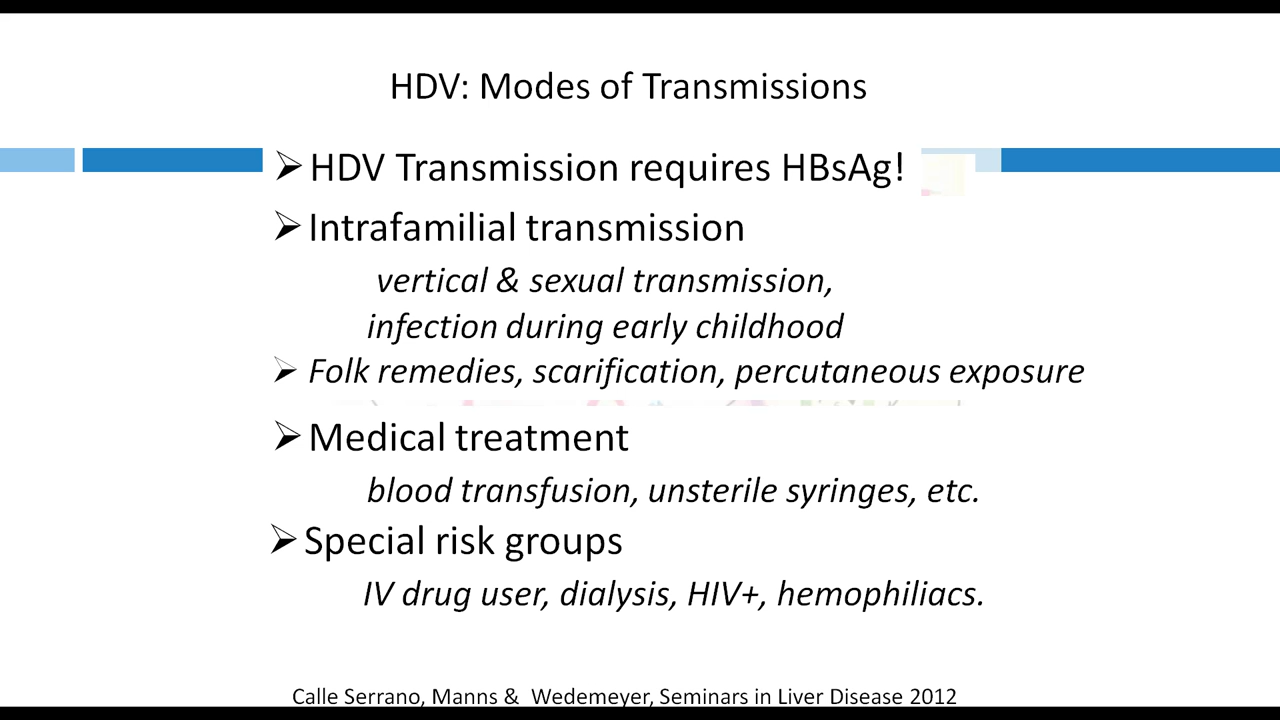 HDV: Modes of Transmissions
➢ HDV Transmission requires HBsAg!
➢ Intrafamilial transmission
vertical & sexual transmission,
infection during early childhood
➢ Folk remedies, scarification, percutaneous exposure
➢ Medical treatment
blood transfusion, unsterile syringes, etc.
➢ Special risk groups
IV drug user, dialysis, HIV+, hemophiliacs.
Calle Serrano, Manns & Wedemeyer, Seminars in Liver Disease 2012